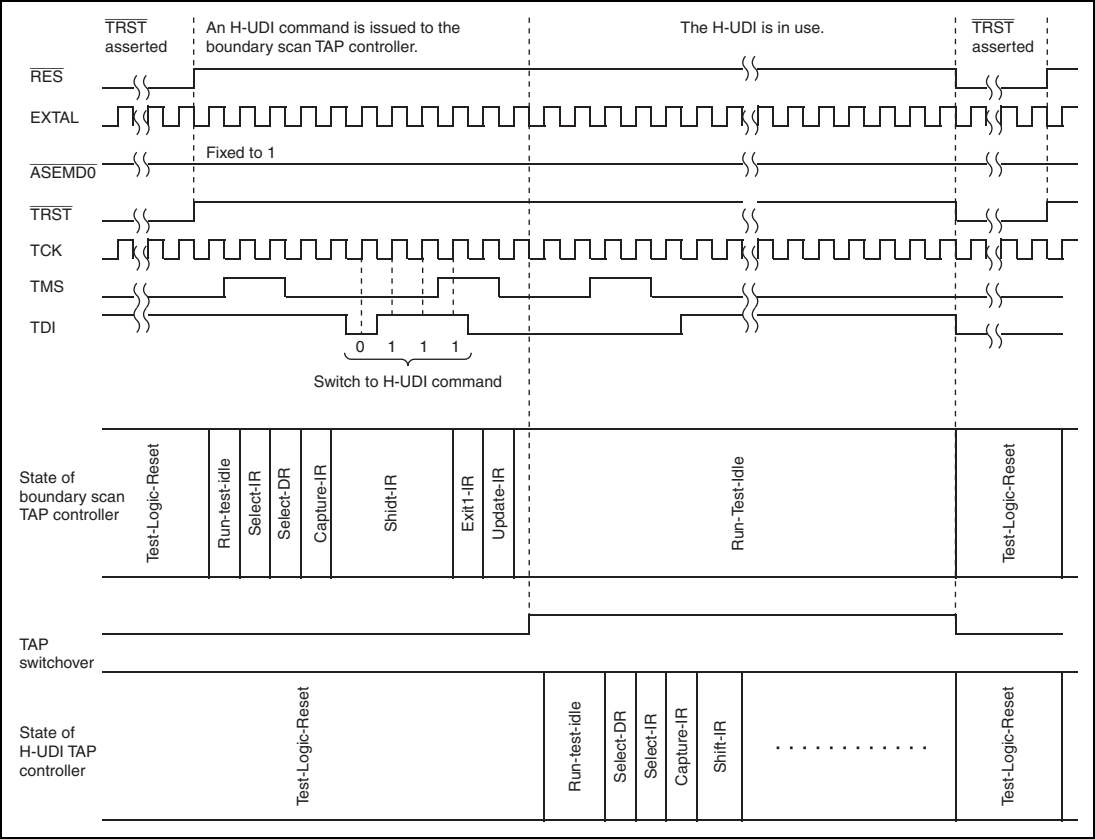 TRST
asserted
An H-UDI command is issued to the
boundary scan TAP controller.
The H-UDI is in use.
TRST
asserted
RES
EXTAL
Fixed to 1
ASEMD0
TRST
TCK
TMS
TDI
0 1 1 1
Switch to H-UDI command
State of
boundary scan
TAP controller
Test-Logic-Reset
Run-test-idle
Select-IR
Select-DR
Capture-IR
Shidt-IR
Exit1-IR
Update-IR
Run-Test-Idle
Test-Logic-Reset
TAP
switchover
State of
H-UDI TAP
controller
Test-Logic-Reset
Run-test-idle
Select-DR
Select-IR
Capture-IR
Shift-IR
. . . . . . . . . . . .
Test-Logic-Reset